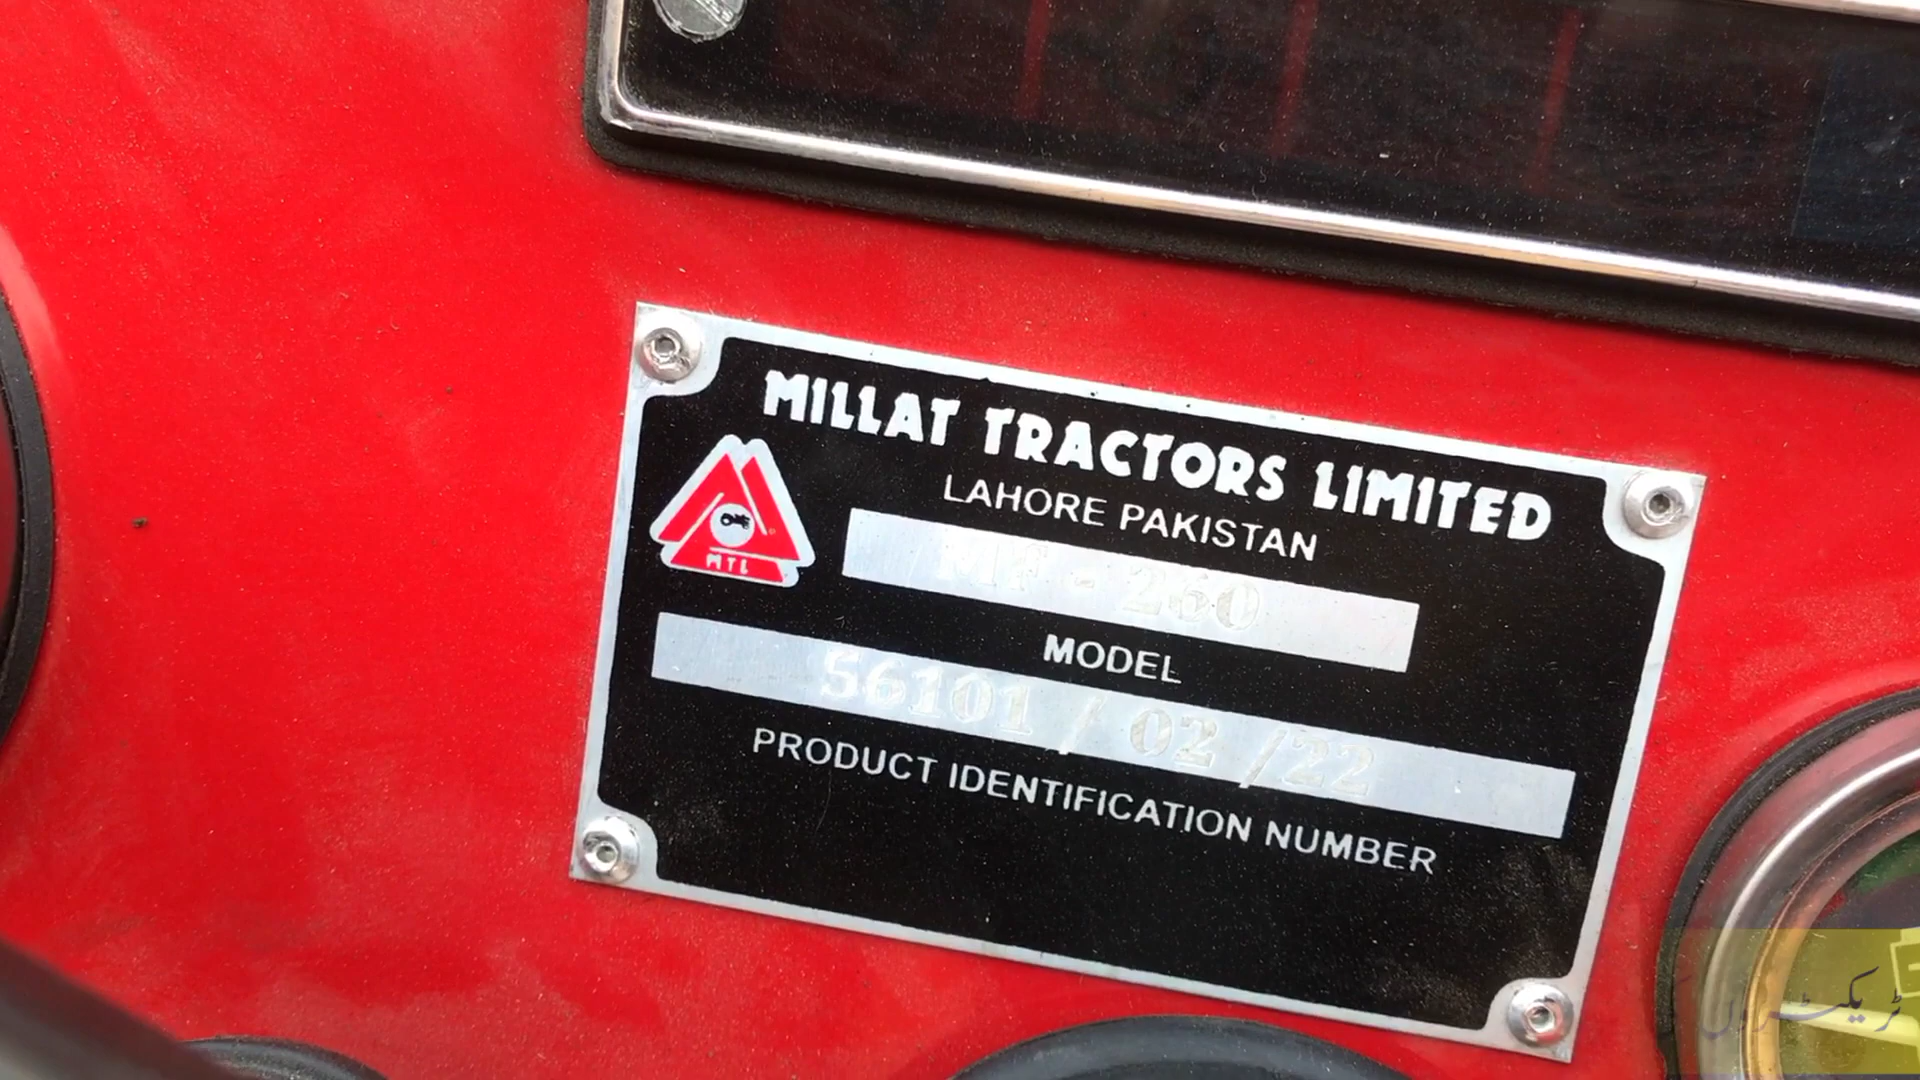 MILLAT TRACTORS LIMITED
LAHORE PAKISTAN
MTL
MF - 260
MODEL
56101 / 02 / 22
PRODUCT IDENTIFICATION NUMBER